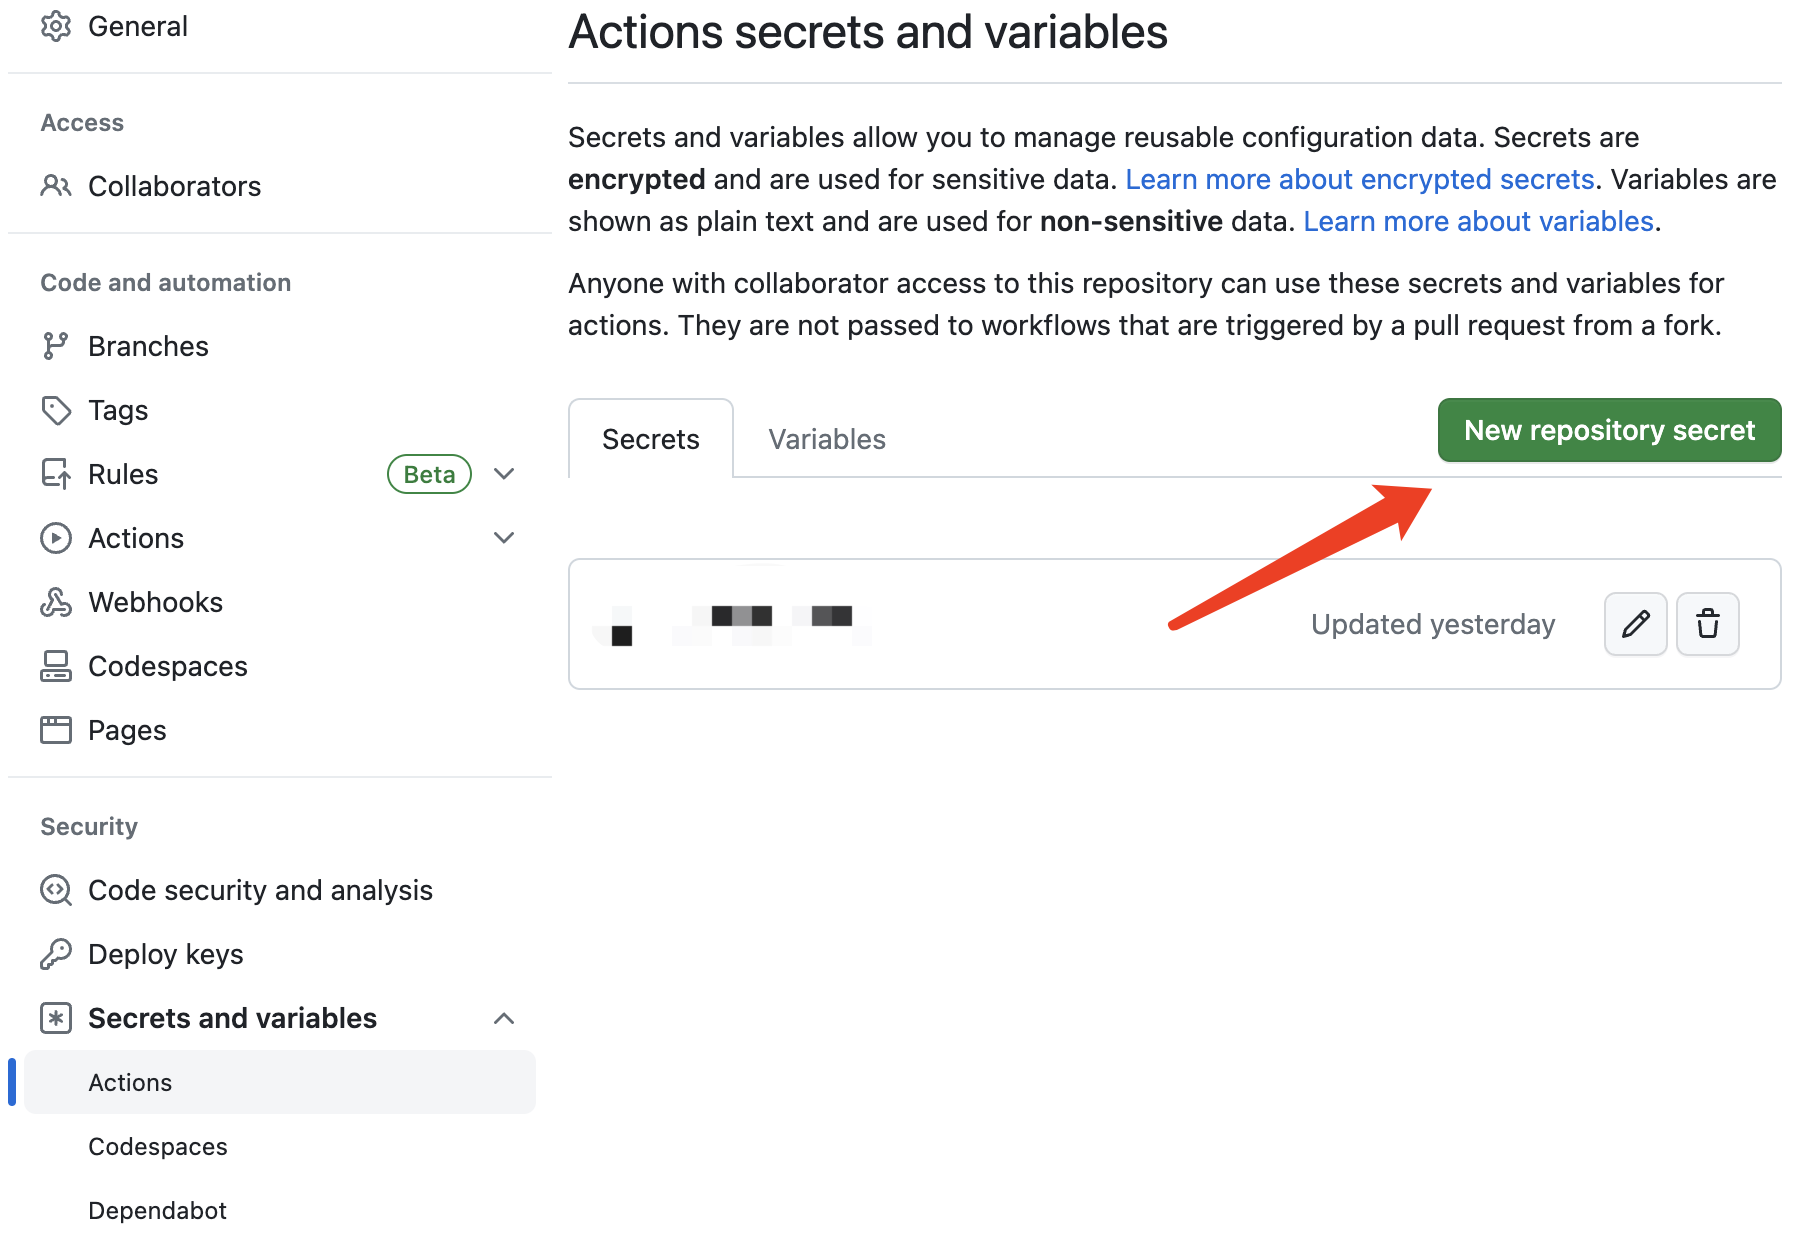 General
Access
Collaborators
Code and automation
Branches
Tags
Rules Beta
Actions
Webhooks
Codespaces
Pages
Security
Code security and analysis
Deploy keys
Secrets and variables
Actions
Codespaces
Dependabot
Actions secrets and variables
Secrets and variables allow you to manage reusable configuration data. Secrets are
encrypted and are used for sensitive data. Learn more about encrypted secrets. Variables are
shown as plain text and are used for non-sensitive data. Learn more about variables.
Anyone with collaborator access to this repository can use these secrets and variables for
actions. They are not passed to workflows that are triggered by a pull request from a fork.
Secrets Variables New repository secret
Updated yesterday